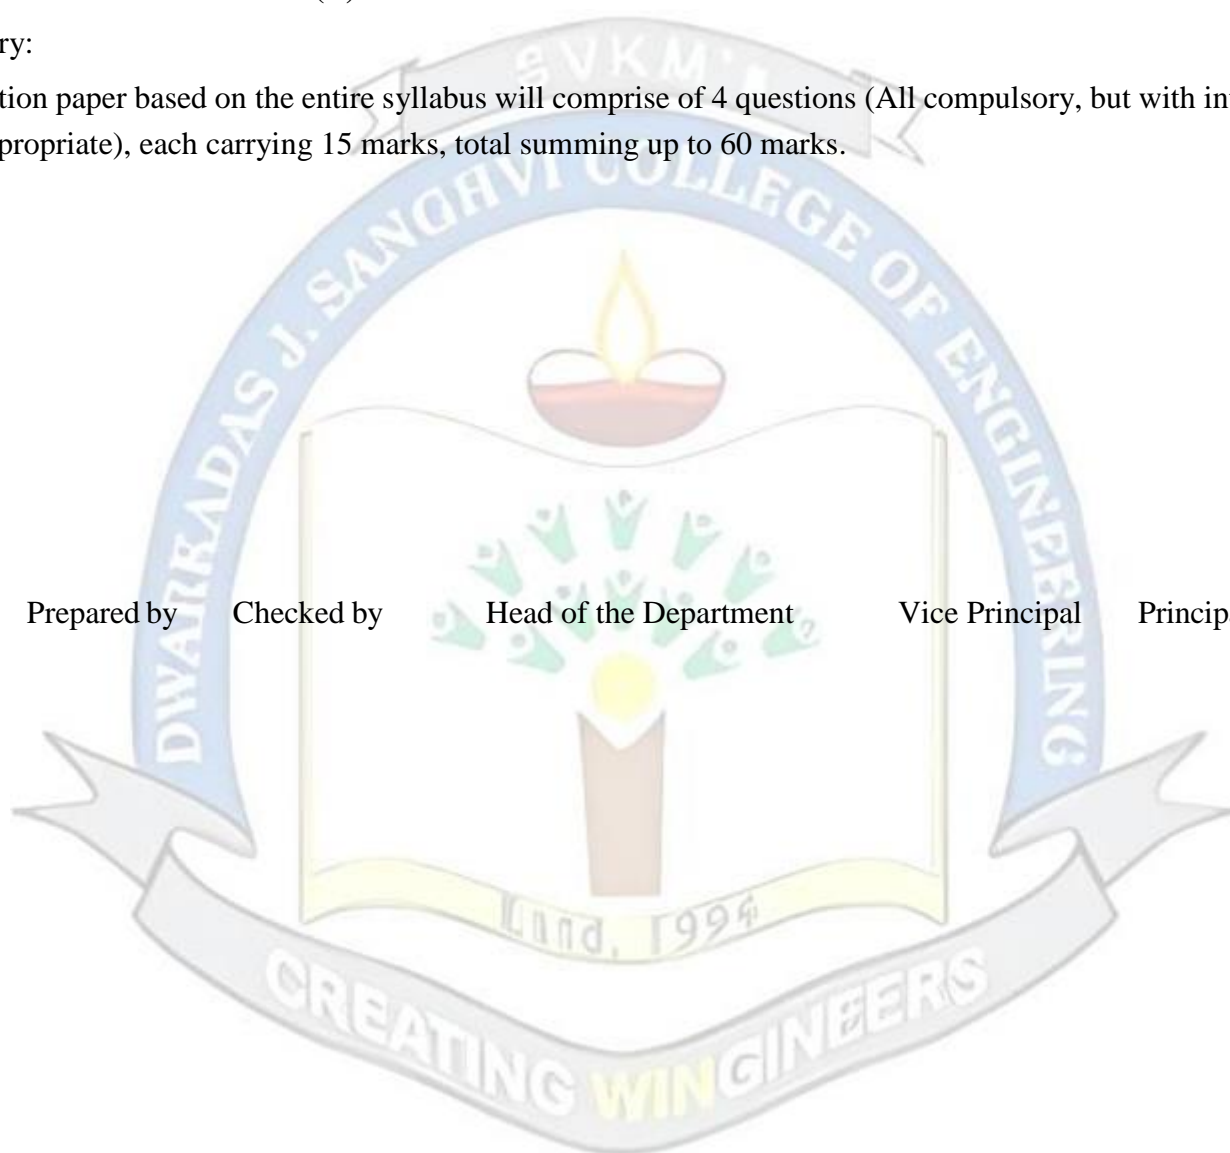 ry:
tion paper based on the entire syllabus will comprise of 4 questions (All compulsory, but with in
propriate), each carrying 15 marks, total summing up to 60 marks.
SVKM'S
DWARKADAS J. SANGHVI COLLEGE OF ENGINEERING
Prepared by Checked by Head of the Department Vice Principal Princip
1994
CREATING WINGINEERS